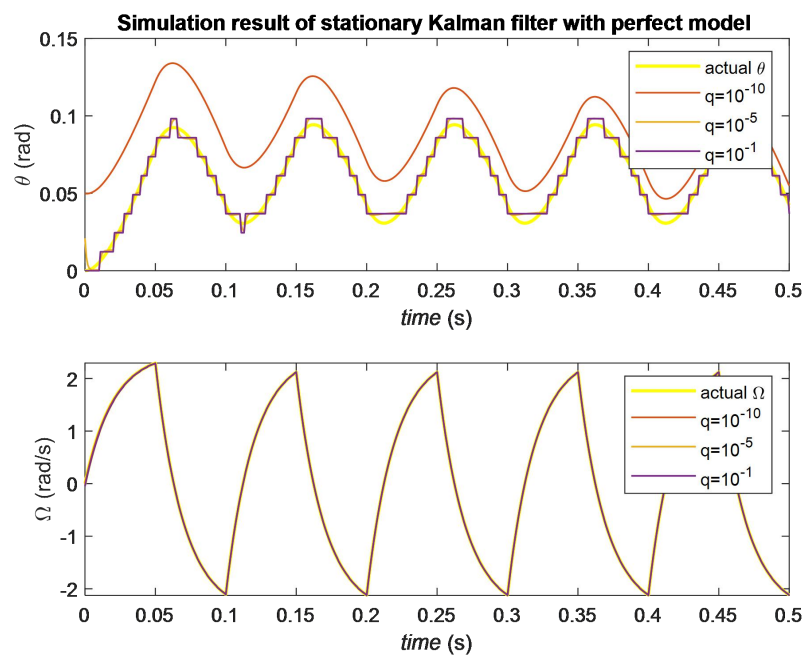 Simulation result of stationary Kalman filter with perfect model
0.15
0.1
0.05
0
θ (rad)
actual θ
q=10^-10
q=10^-5
q=10^-1
0 0.05 0.1 0.15 0.2 0.25 0.3 0.35 0.4 0.45 0.5
time (s)
2
1
0
-1
-2
Ω (rad/s)
actual Ω
q=10^-10
q=10^-5
q=10^-1
0 0.05 0.1 0.15 0.2 0.25 0.3 0.35 0.4 0.45 0.5
time (s)